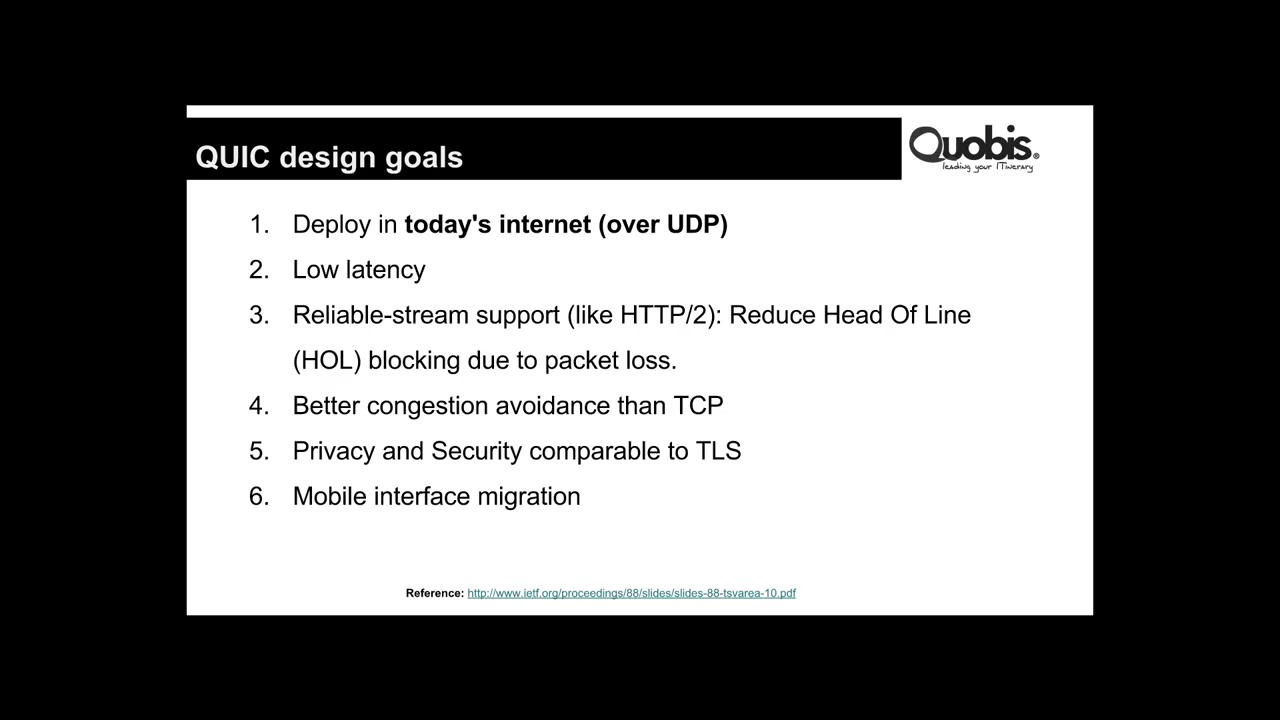 QUIC design goals
Quobis®
leading your ITinerary
1. Deploy in today's internet (over UDP)
2. Low latency
3. Reliable-stream support (like HTTP/2): Reduce Head Of Line
(HOL) blocking due to packet loss.
4. Better congestion avoidance than TCP
5. Privacy and Security comparable to TLS
6. Mobile interface migration
Reference: http://www.ietf.org/proceedings/88/slides/slides-88-tsvarea-10.pdf